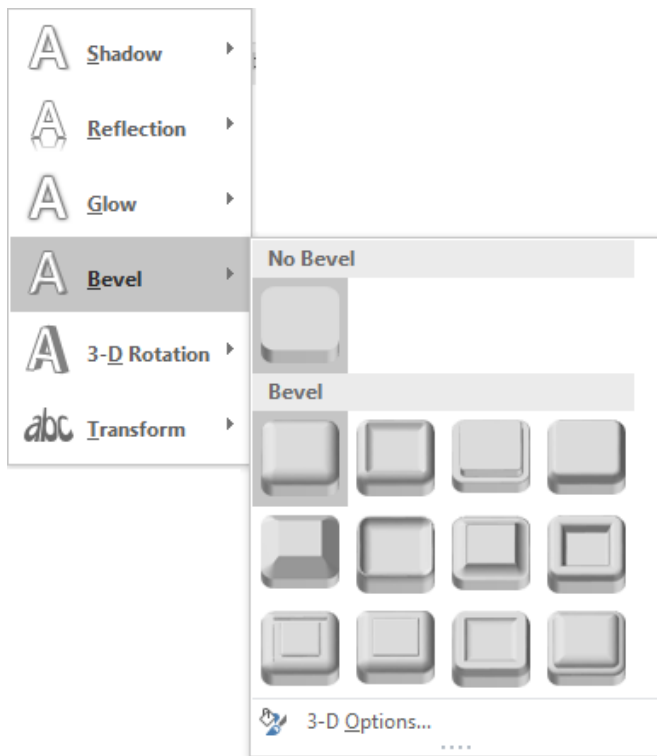 Shadow
Reflection
Glow
Bevel
3-D Rotation
abc Transform
No Bevel
Bevel
3-D Options...